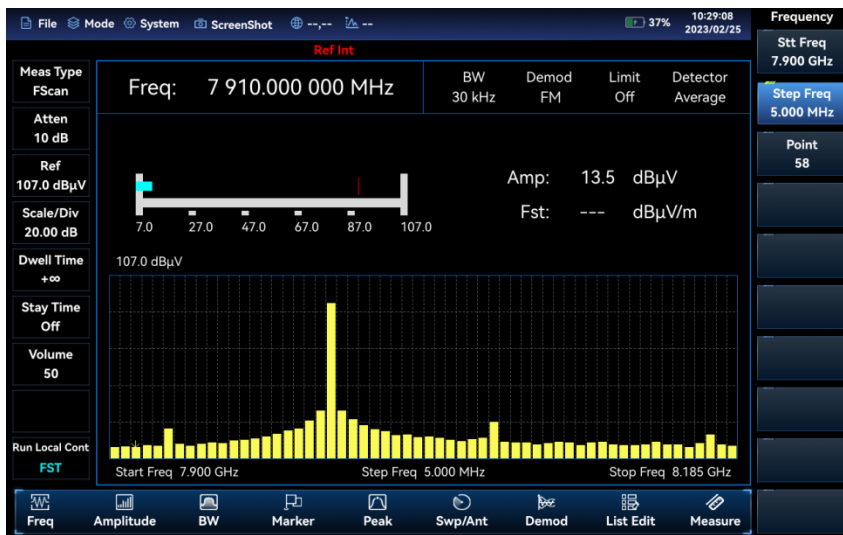 File Mode System ScreenShot --,-- -- 37% 10:29:08
2023/02/25
Frequency
Ref Int
Stt Freq
7.900 GHz
Step Freq
5.000 MHz
Point
58
Meas Type
FScan
Atten
10 dB
Ref
107.0 dBµV
Scale/Div
20.00 dB
Dwell Time
+∞
Stay Time
Off
Volume
50
Run Local Cont
FST
Freq: 7 910.000 000 MHz
BW Demod Limit Detector
30 kHz FM Off Average
Amp: 13.5 dBµV
Fst: --- dBµV/m
7.0 27.0 47.0 67.0 87.0 107.0
107.0 dBµV
Start Freq 7.900 GHz Step Freq 5.000 MHz Stop Freq 8.185 GHz
Freq Amplitude BW Marker Peak Swp/Ant Demod List Edit Measure